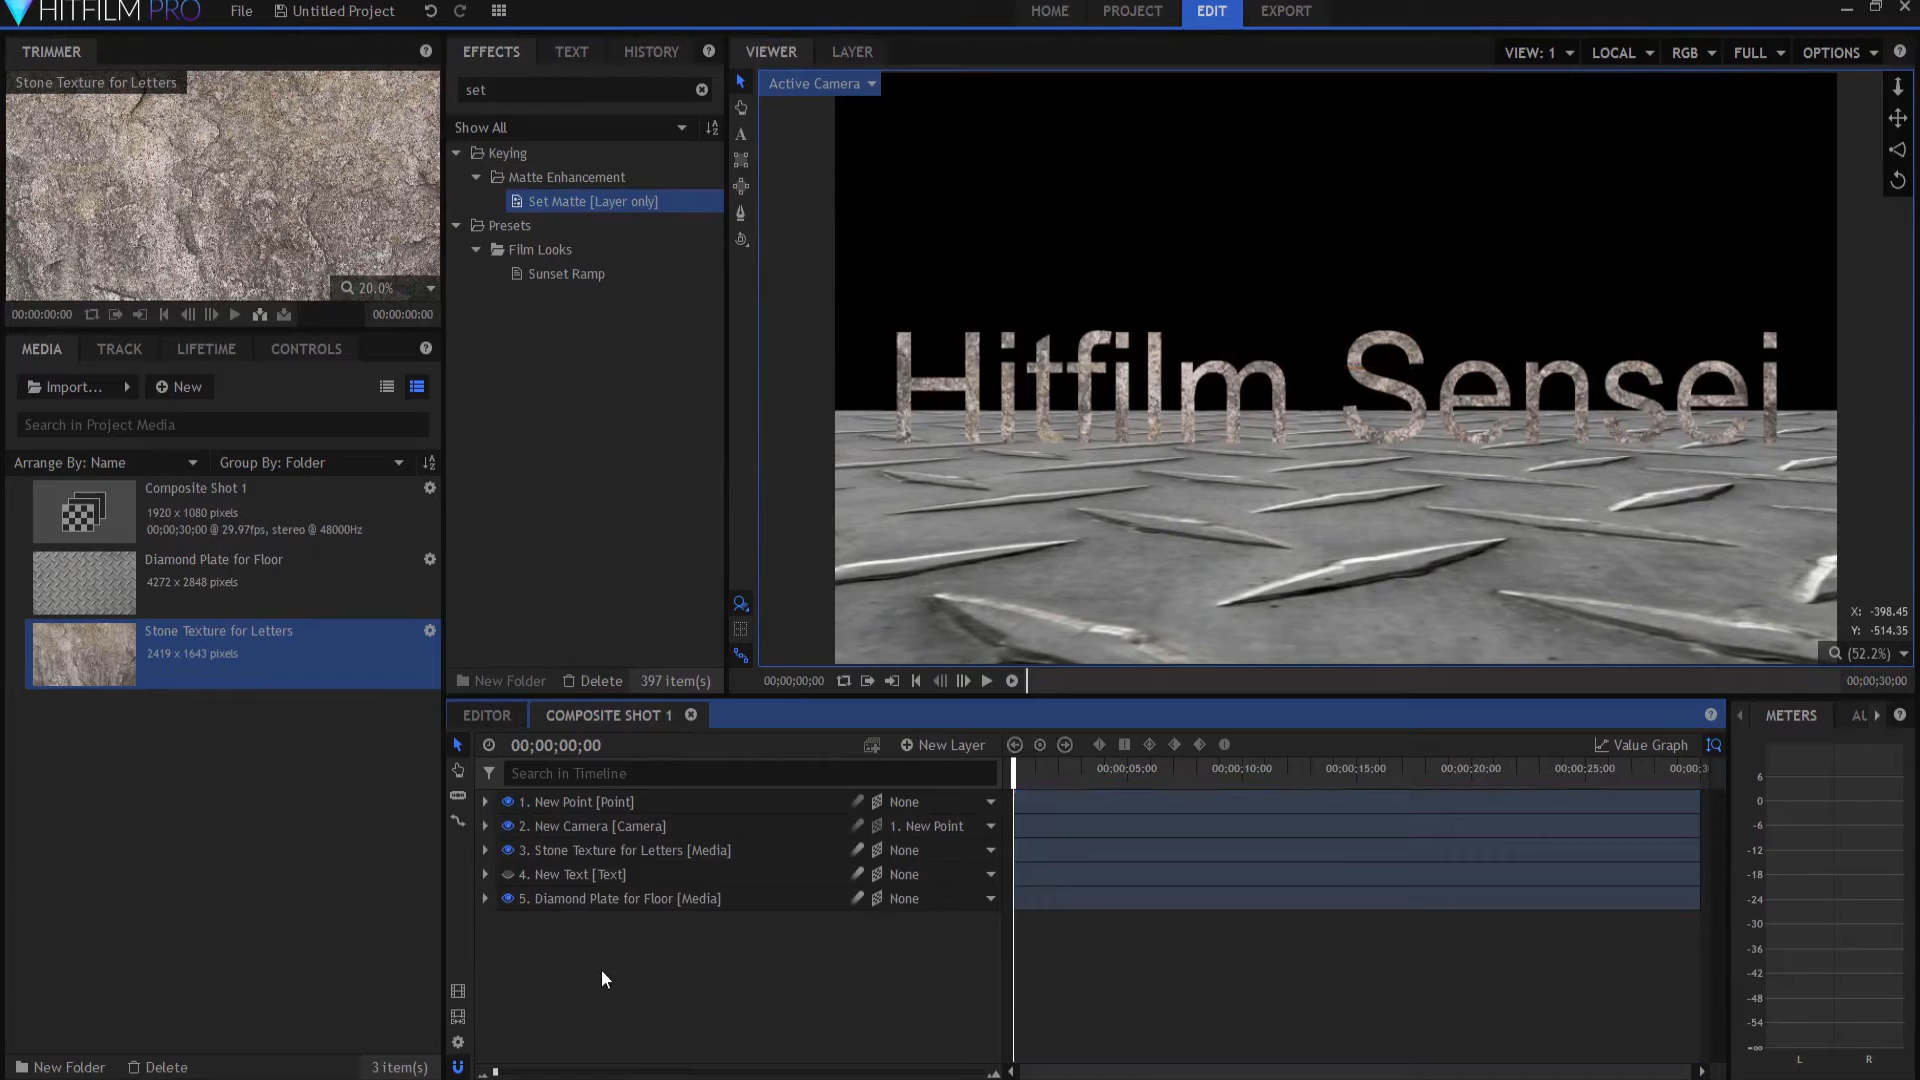 HITFILM PRO
File
Untitled Project
HOME
PROJECT
EDIT
EXPORT
TRIMMER
Stone Texture for Letters
20.0%
00:00:00:00
00:00:00:00
MEDIA
TRACK
LIFETIME
CONTROLS
Import...
New
Search in Project Media
Arrange By: Name
Group By: Folder
Composite Shot 1
1920 x 1080 pixels
00;00;30;00 @ 29.97fps, stereo @ 48000Hz
Diamond Plate for Floor
4272 x 2848 pixels
Stone Texture for Letters
2419 x 1643 pixels
New Folder
Delete
3 item(s)
EFFECTS
TEXT
HISTORY
set
Show All
Keying
Matte Enhancement
Set Matte [Layer only]
Presets
Film Looks
Sunset Ramp
New Folder
Delete
397 item(s)
VIEWER
LAYER
VIEW: 1
LOCAL
RGB
FULL
OPTIONS
Active Camera
Hitfilm Sensei
X: -398.45
Y: -514.35
(52.2%)
00;00;00;00
00;00;30;00
EDITOR
COMPOSITE SHOT 1
00;00;00;00
New Layer
Value Graph
Search in Timeline
00;00;05;00
00;00;10;00
00;00;15;00
00;00;20;00
00;00;25;00
00;00;3
1. New Point [Point]
None
2. New Camera [Camera]
1. New Point
3. Stone Texture for Letters [Media]
None
4. New Text [Text]
None
5. Diamond Plate for Floor [Media]
None
METERS
AU
6
0
-6
-12
-18
-24
-30
-36
-42
-48
-54
-∞
L
R